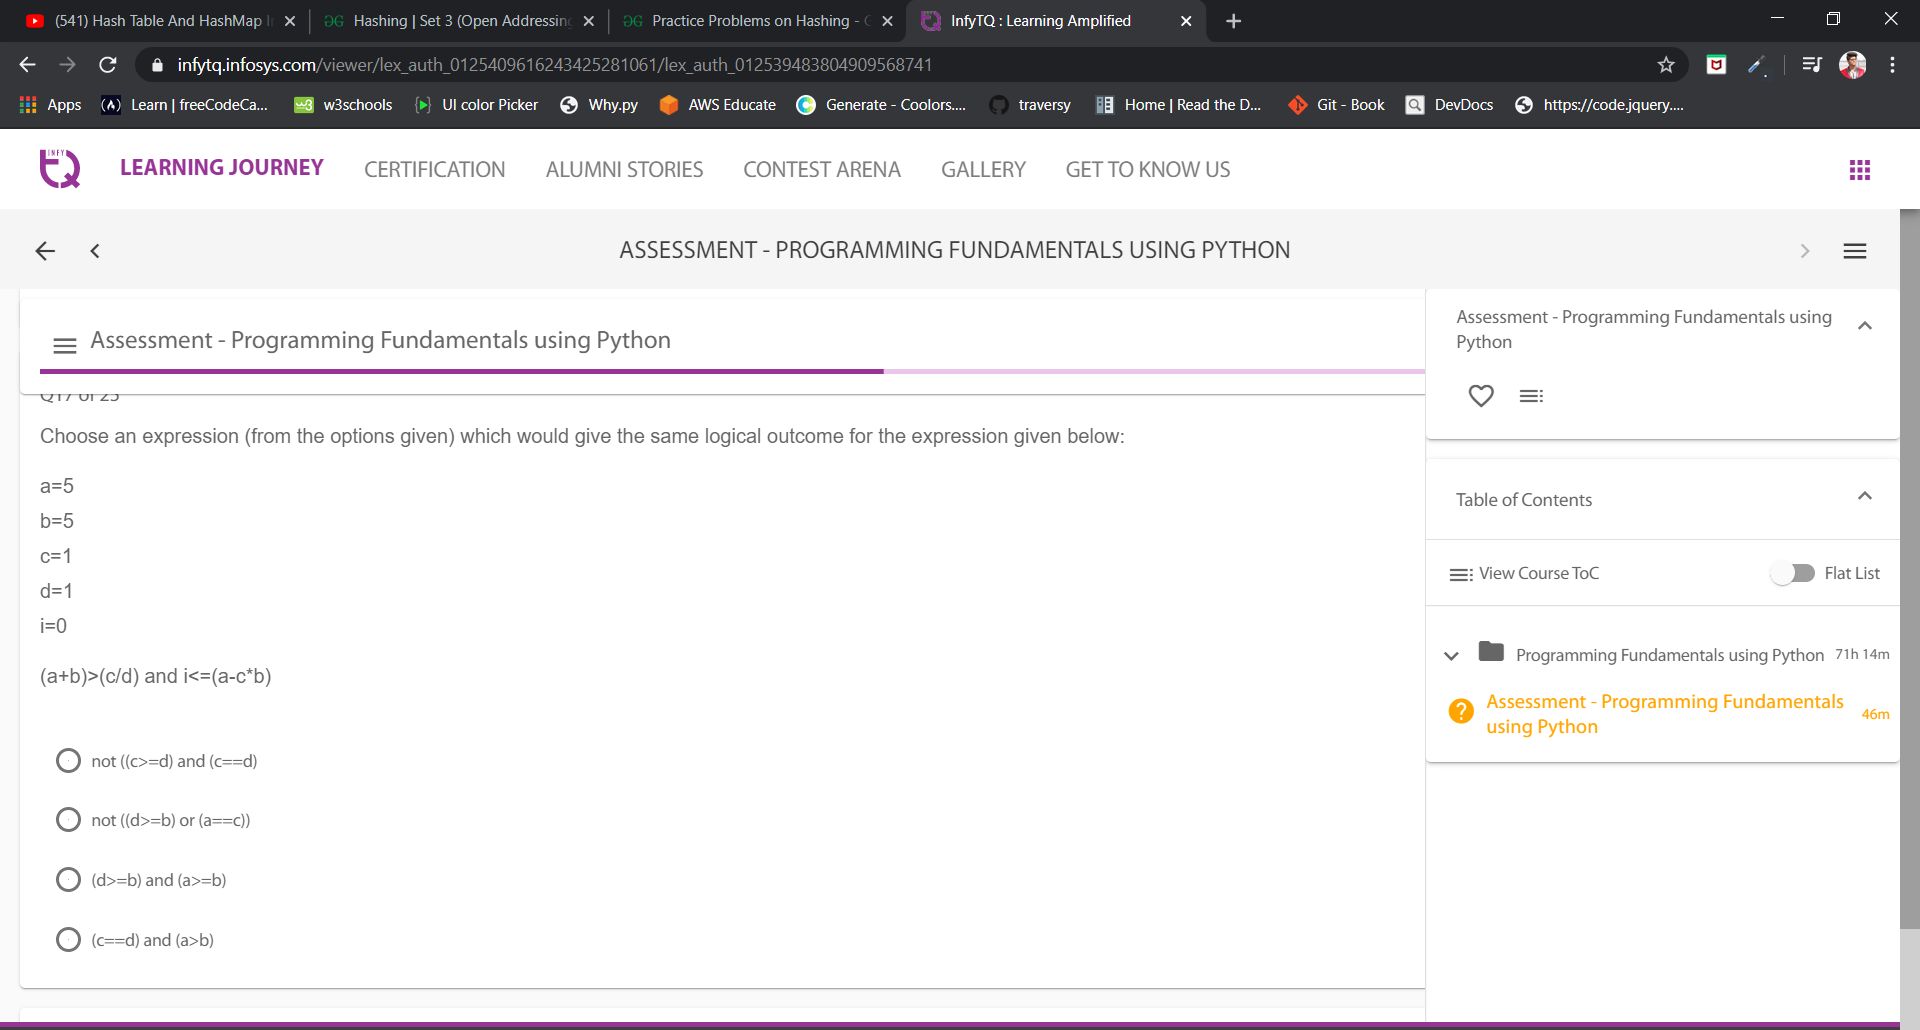 (541) Hash Table And HashMap I
Hashing | Set 3 (Open Addressing
Practice Problems on Hashing - G
InfyTQ : Learning Amplified
infytq.infosys.com/viewer/lex_auth_0125409616243425281061/lex_auth_012539483804909568741
Apps
Learn | freeCodeCa...
w3schools
UI color Picker
Why.py
AWS Educate
Generate - Coolors....
traversy
Home | Read the D...
Git - Book
DevDocs
https://code.jquery....
INFY
TQ
LEARNING JOURNEY
CERTIFICATION
ALUMNI STORIES
CONTEST ARENA
GALLERY
GET TO KNOW US
ASSESSMENT - PROGRAMMING FUNDAMENTALS USING PYTHON
Assessment - Programming Fundamentals using Python
Q17 of 25
Choose an expression (from the options given) which would give the same logical outcome for the expression given below:
a=5
b=5
c=1
d=1
i=0
(a+b)>(c/d) and i<=(a-c*b)
not ((c>=d) and (c==d)
not ((d>=b) or (a==c))
(d>=b) and (a>=b)
(c==d) and (a>b)
Assessment - Programming Fundamentals using
Python
Table of Contents
View Course ToC
Flat List
Programming Fundamentals using Python 71h 14m
Assessment - Programming Fundamentals
using Python
46m